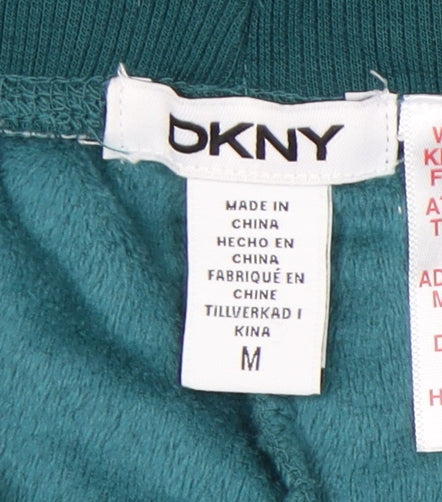 DKNY
MADE IN
CHINA
HECHO EN
CHINA
FABRIQUÉ EN
CHINE
TILLVERKAD I
KINA
M